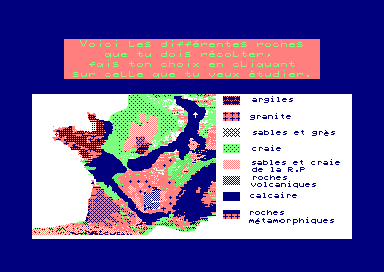 Voici les différentes roches
que tu dois récolter,
fais ton choix en cliquant
sur celle que tu veux étudier.
argiles
granite
sables et grès
craie
sables et craie
de la R.P
roches
volcaniques
calcaire
roches
métamorphiques